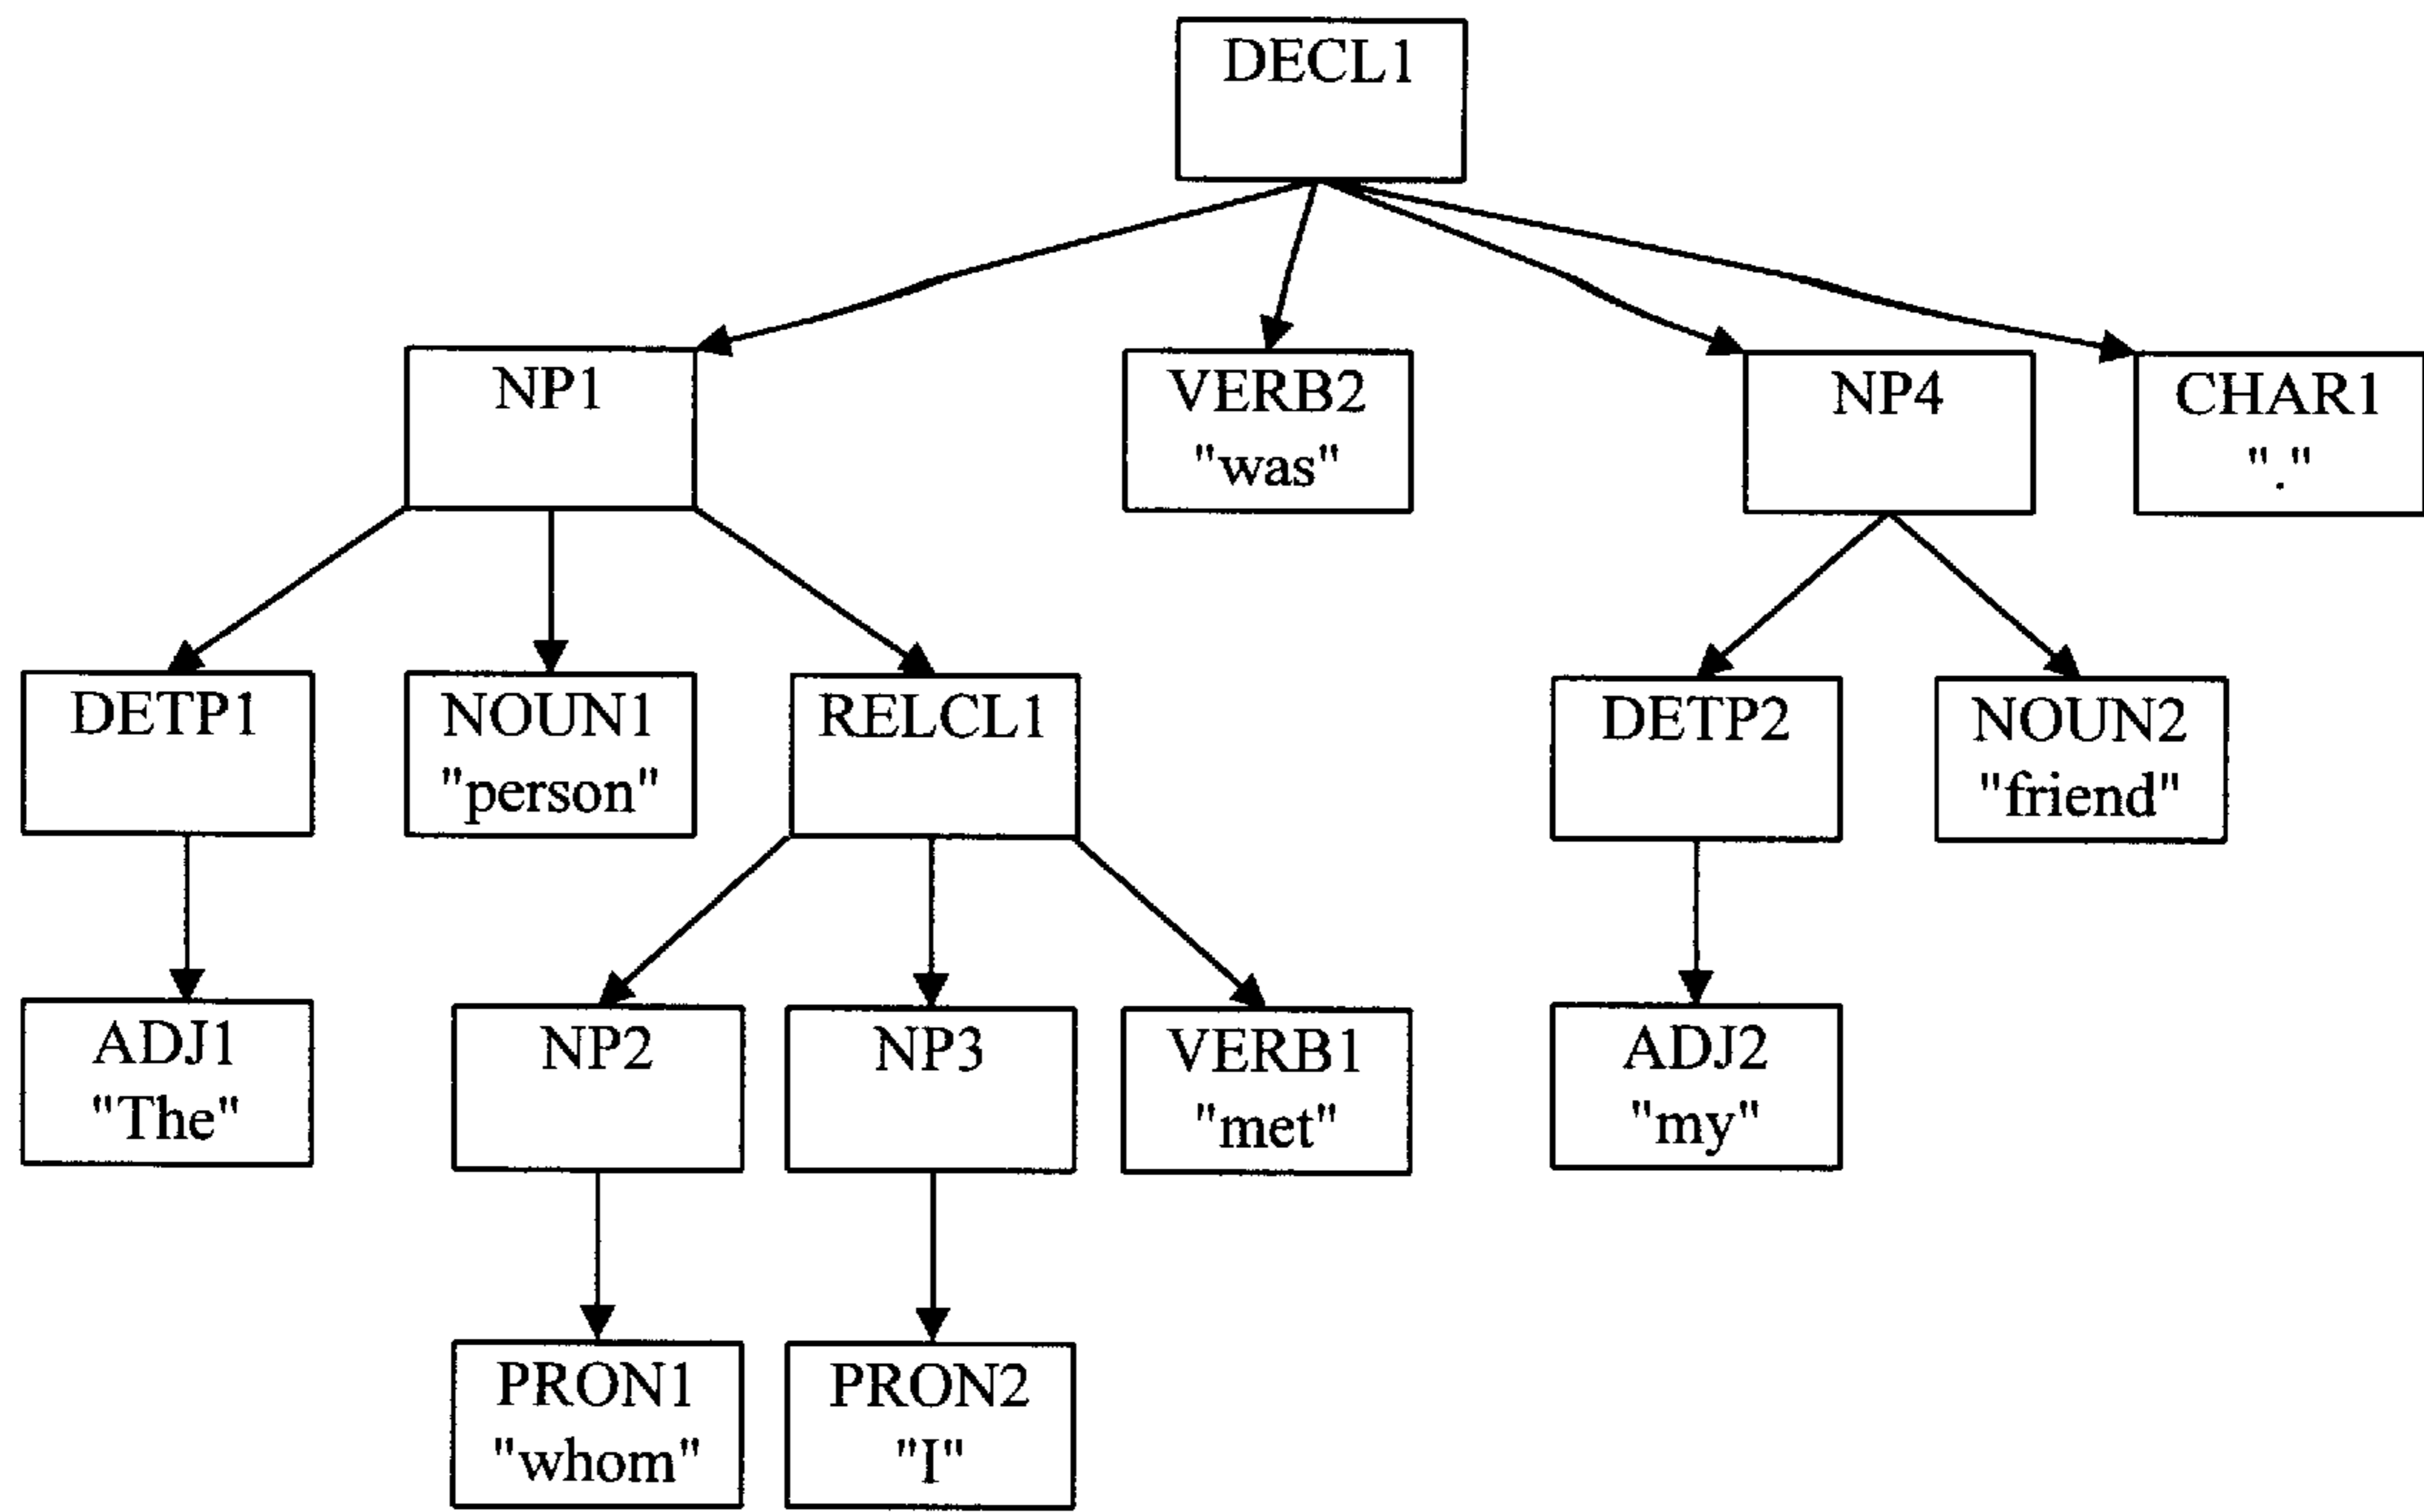 DECL1
NP1
VERB2
"was"
NP4
CHAR1
"."
DETP1
NOUN1
"person"
RELCL1
DETP2
NOUN2
"friend"
ADJ1
"The"
NP2
NP3
VERB1
"met"
ADJ2
"my"
PRON1
"whom"
PRON2
"I"